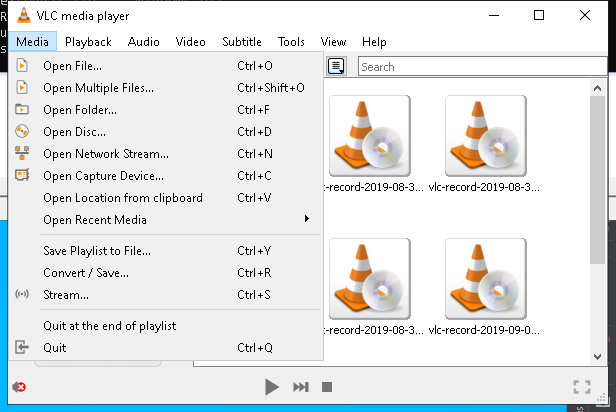 VLC media player
Media Playback Audio Video Subtitle Tools View Help
Open File... Ctrl+O
Open Multiple Files... Ctrl+Shift+O
Open Folder... Ctrl+F
Open Disc... Ctrl+D
Open Network Stream... Ctrl+N
Open Capture Device... Ctrl+C
Open Location from clipboard Ctrl+V
Open Recent Media
Save Playlist to File... Ctrl+Y
Convert / Save... Ctrl+R
Stream... Ctrl+S
Quit at the end of playlist
Quit Ctrl+Q
Search
c-record-2019-08-3... vlc-record-2019-08-3...
c-record-2019-08-3... vlc-record-2019-09-0...